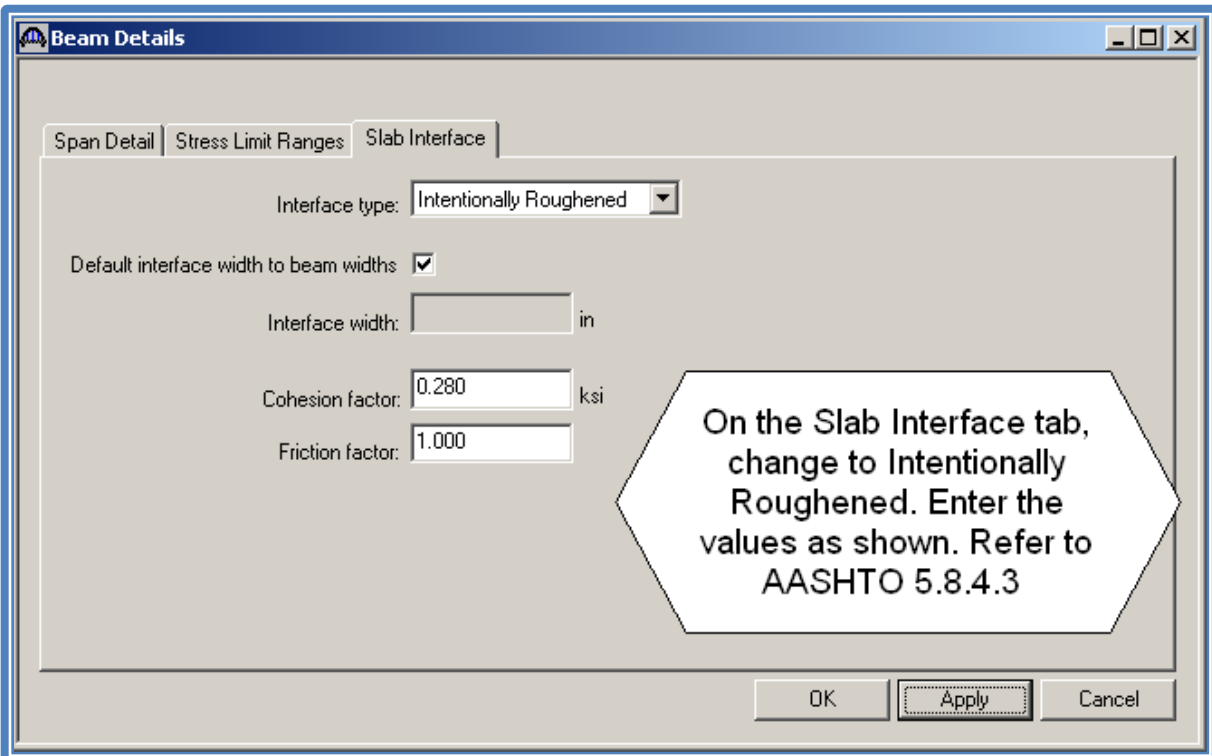 Beam Details
Span Detail Stress Limit Ranges Slab Interface
Interface type: Intentionally Roughened
Default interface width to beam widths
Interface width: in
Cohesion factor: 0.280 ksi
Friction factor: 1.000
On the Slab Interface tab,
change to Intentionally
Roughened. Enter the
values as shown. Refer to
AASHTO 5.8.4.3
OK Apply Cancel